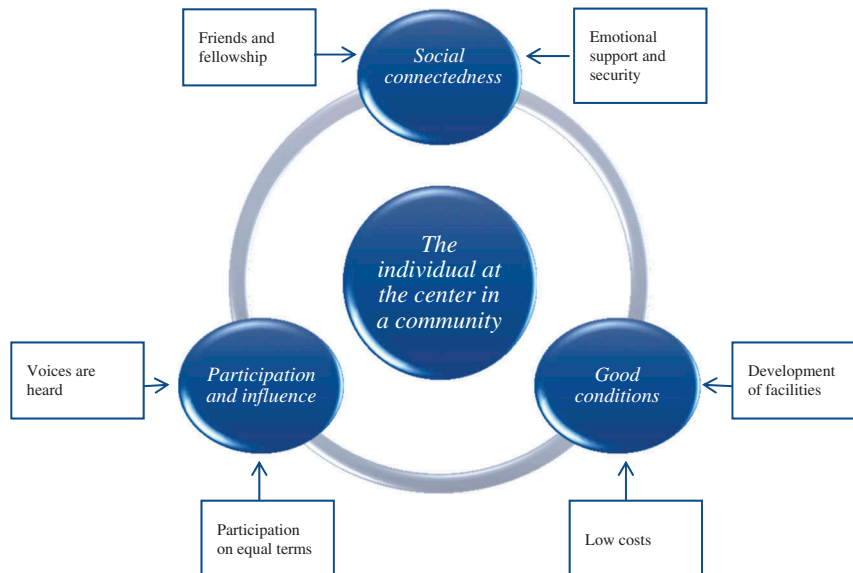 Friends and
fellowship
Social
connectedness
Emotional
support and
security
The
individual at
the center in
a community
Voices are
heard
Participation
and influence
Good
conditions
Development
of facilities
Participation
on equal terms
Low costs